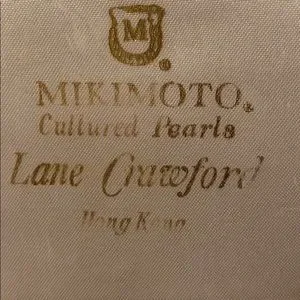 M
®
MIKIMOTO®
Cultured Pearls
Lane Crawford
Hong Kong